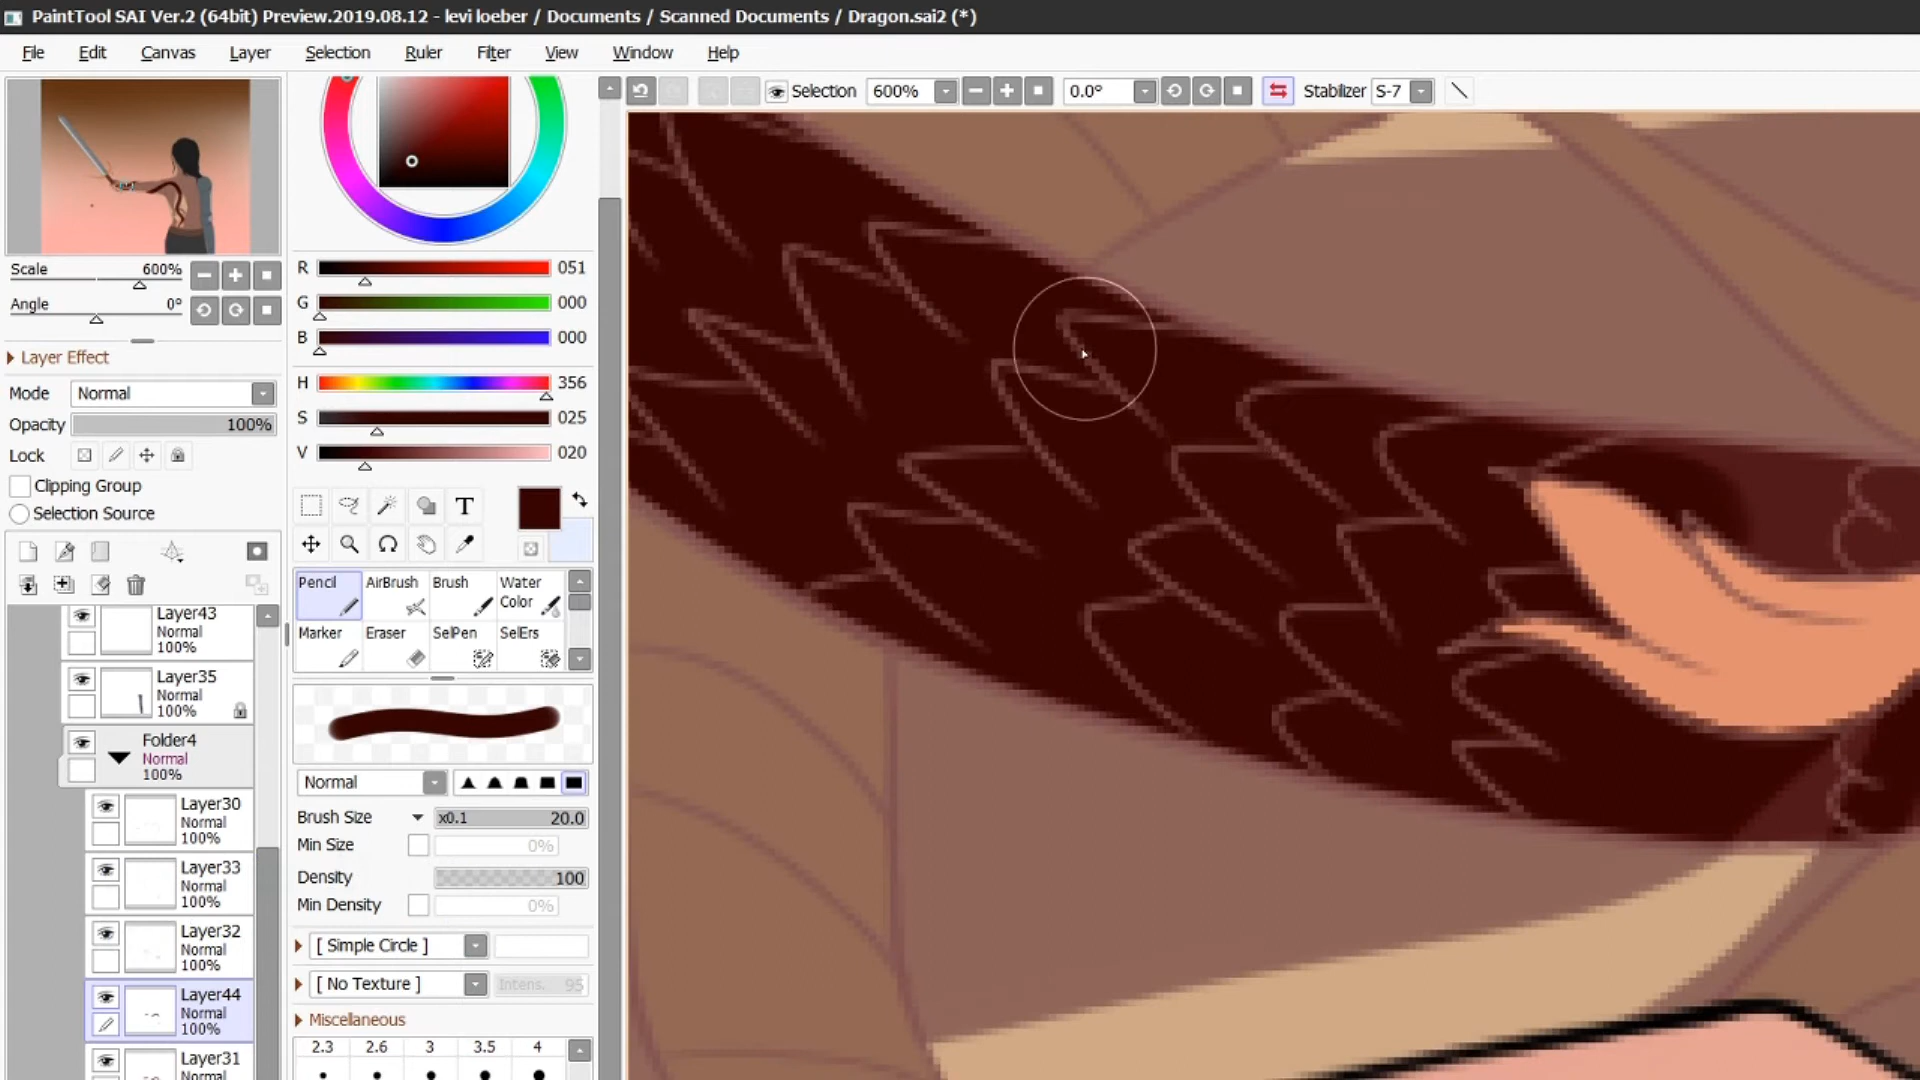 PaintTool SAI Ver.2 (64bit) Preview.2019.08.12 - levi loeber / Documents / Scanned Documents / Dragon.sai2 (*)
File Edit Canvas Layer Selection Ruler Filter View Window Help
Selection 600% 0.0° Stabilizer S-7
Scale 600%
Angle 0°
Layer Effect
Mode Normal
Opacity 100%
Lock
Clipping Group
Selection Source
Layer43
Normal
100%
Layer35
Normal
100%
Folder4
Normal
100%
Layer30
Normal
100%
Layer33
Normal
100%
Layer32
Normal
100%
Layer44
Normal
100%
Layer31
Normal
R 051
G 000
B 000
H 356
S 025
V 020
T
Pencil AirBrush Brush Water Color
Marker Eraser SelPen SelErs
Normal
Brush Size x0.1 20.0
Min Size 0%
Density 100
Min Density 0%
[ Simple Circle ]
[ No Texture ] Intens. 95
Miscellaneous
2.3 2.6 3 3.5 4